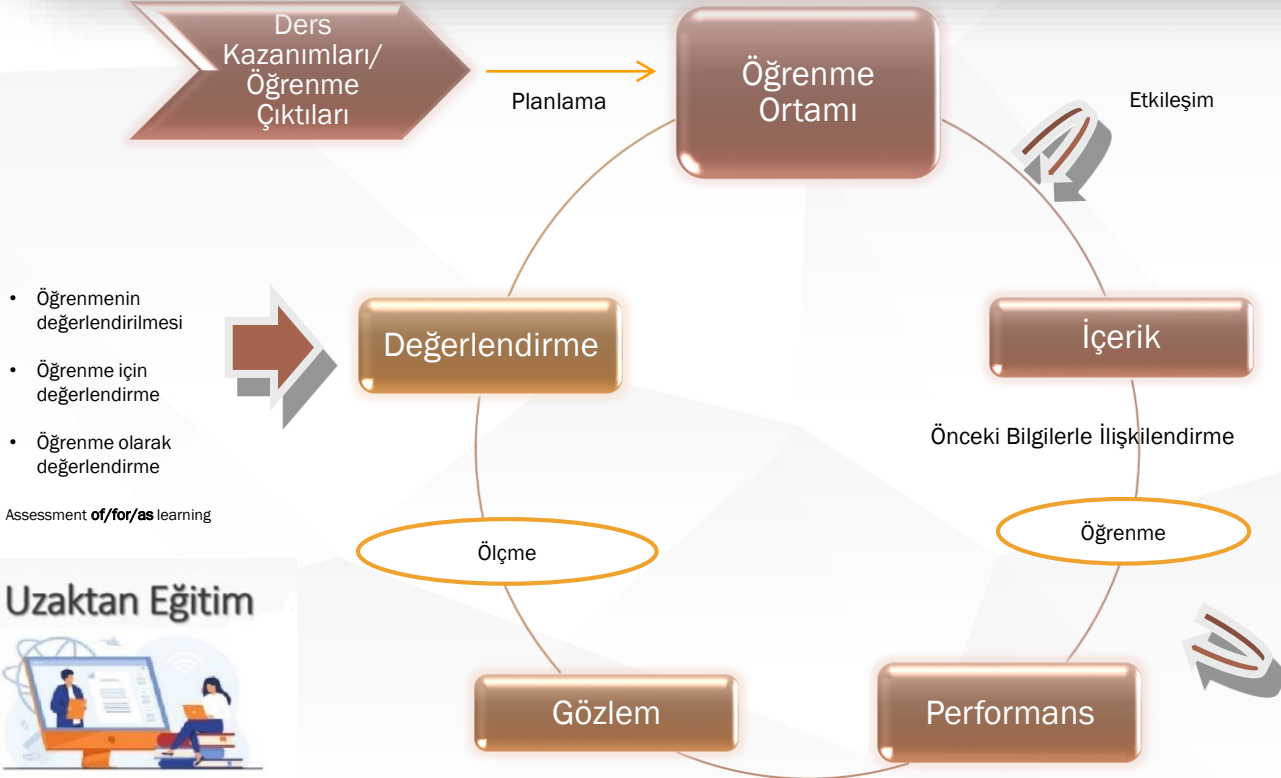 Ders
Kazanımları/
Öğrenme
Çıktıları
Planlama
Öğrenme
Ortamı
Etkileşim
• Öğrenmenin
değerlendirilmesi
• Öğrenme için
değerlendirme
• Öğrenme olarak
değerlendirme
Assessment of/for/as learning
Değerlendirme
İçerik
Önceki Bilgilerle İlişkilendirme
Öğrenme
Ölçme
Gözlem
Performans
Uzaktan Eğitim